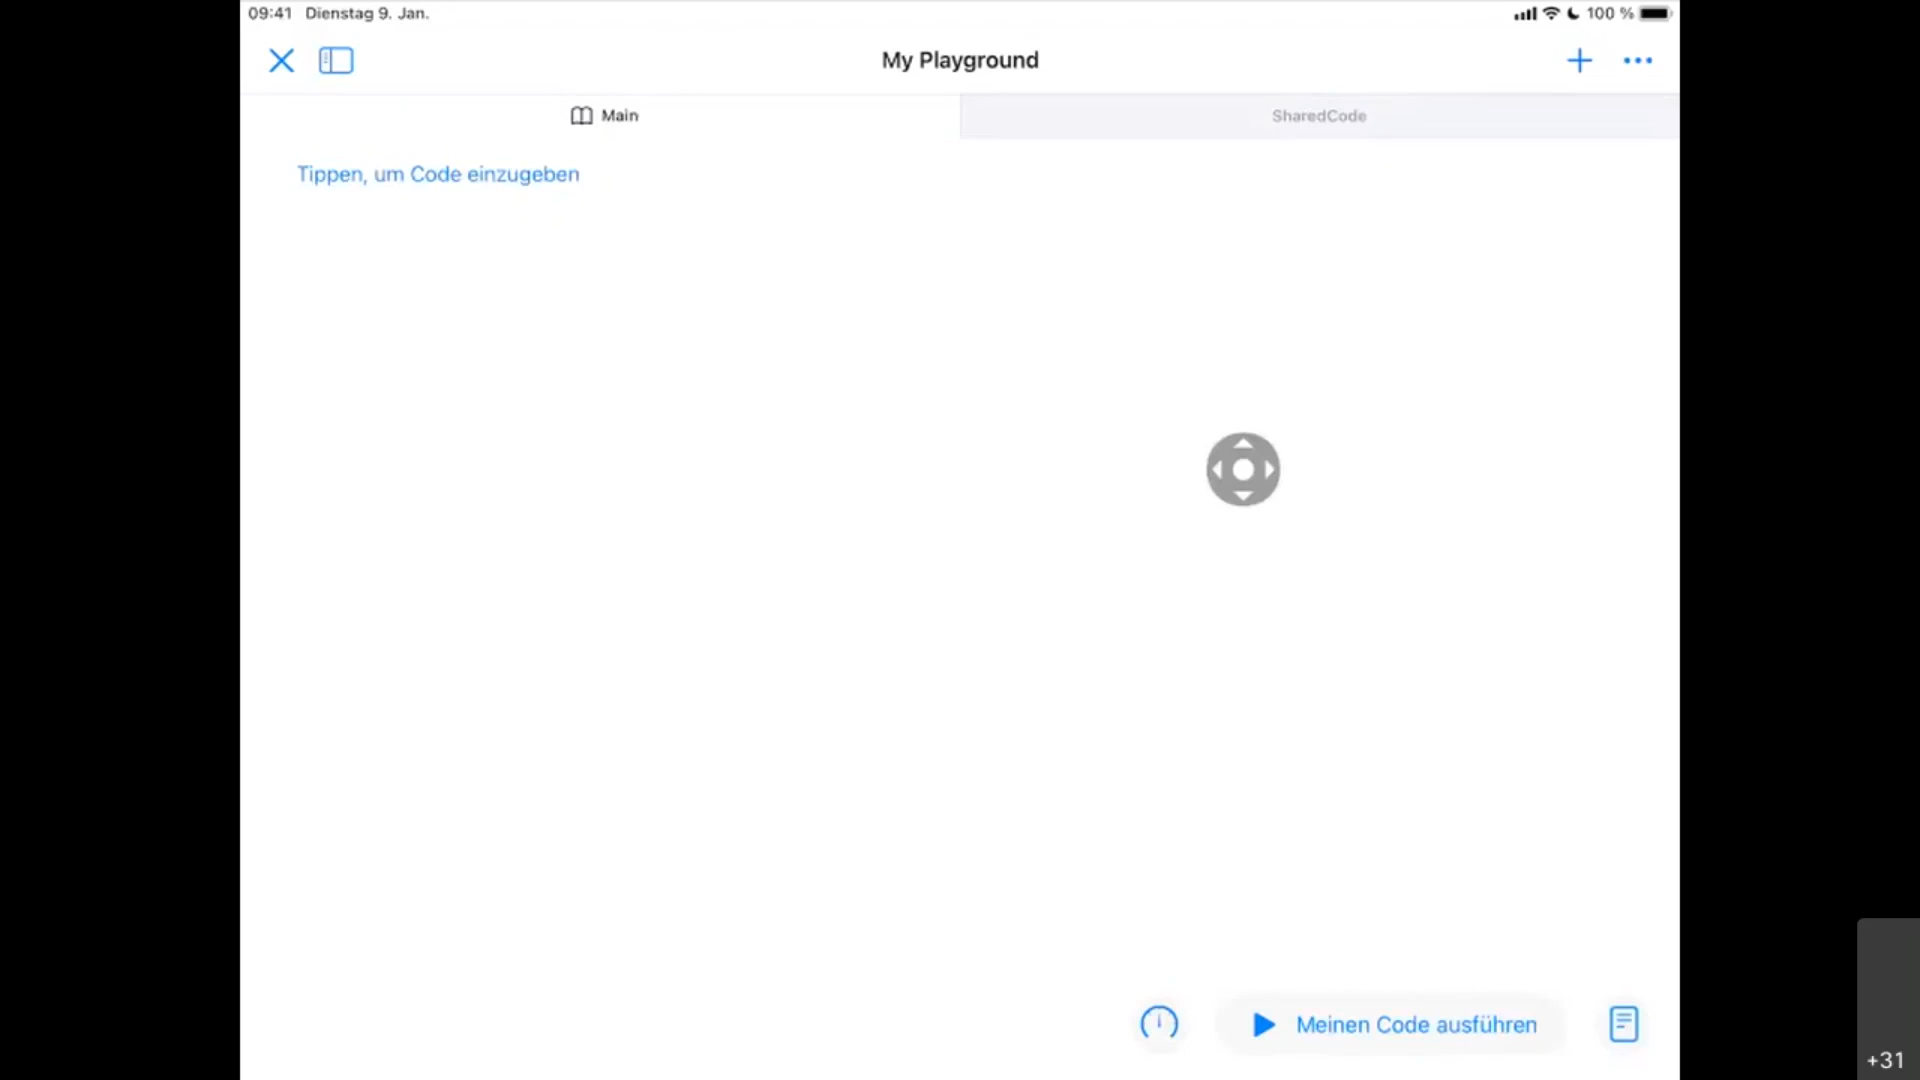 09:41 Dienstag 9. Jan.
100 %
My Playground
Main
SharedCode
Tippen, um Code einzugeben
Meinen Code ausführen
+31